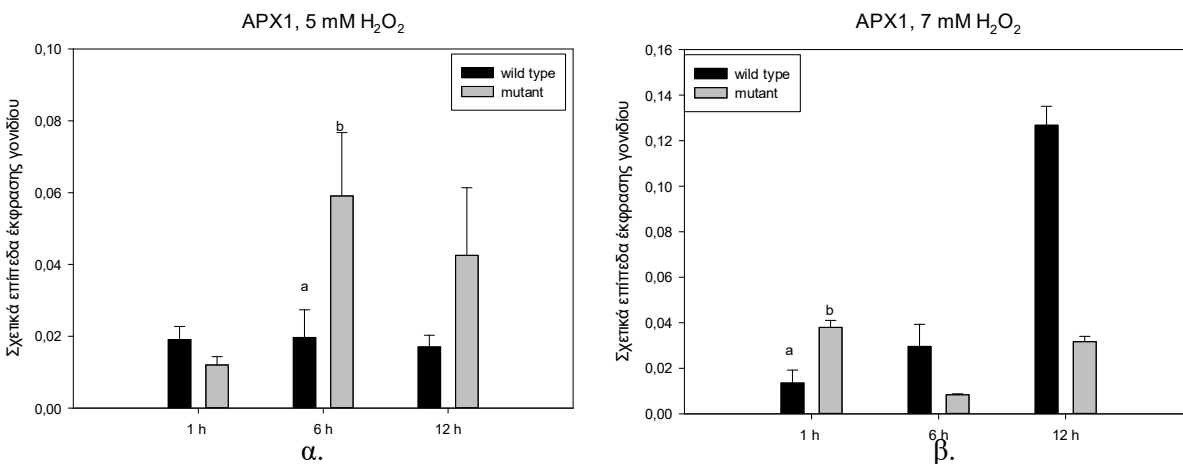 APX1, 5 mM H₂O₂
Σχετικά επίπεδα έκφρασης γονιδίου
0,10
0,08
0,06
0,04
0,02
0,00
wild type
mutant
a
b
1 h
6 h
12 h
α.
APX1, 7 mM H₂O₂
Σχετικά επίπεδα έκφρασης γονιδίου
0,16
0,14
0,12
0,10
0,08
0,06
0,04
0,02
0,00
wild type
mutant
a
b
1 h
6 h
12 h
β.